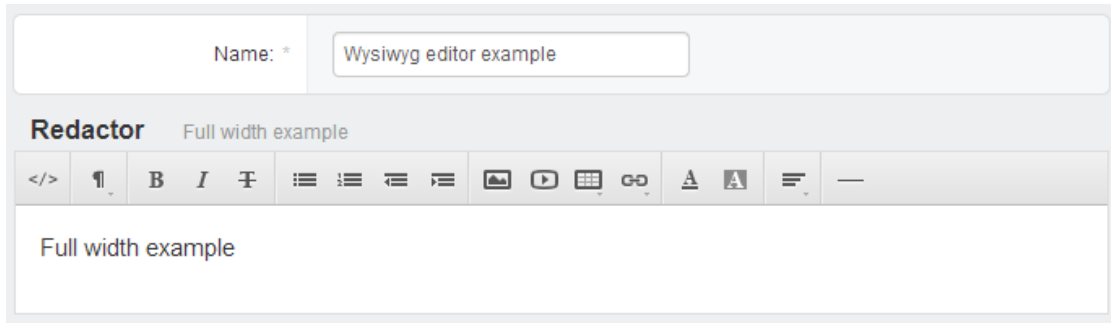 Name: *
Wysiwyg editor example
Redactor Full width example
</> ¶ B I T A A
Full width example